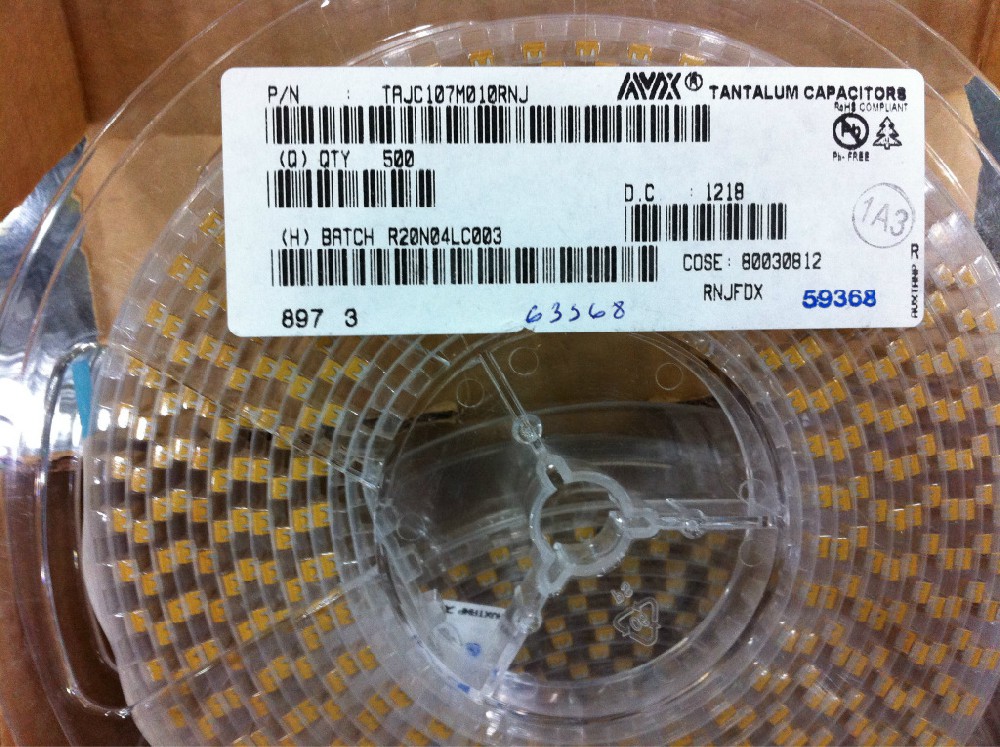 P/N : TAJC107M010RNJ
AVX ® TANTALUM CAPACITORS
RoHS COMPLIANT
Pb
Pb-FREE
(Q) QTY 500
D.C : 1218
1A3
(H) BATCH R20N04LC003
COSE: 80030812
RNJFDX
59368
897 3
63568
R